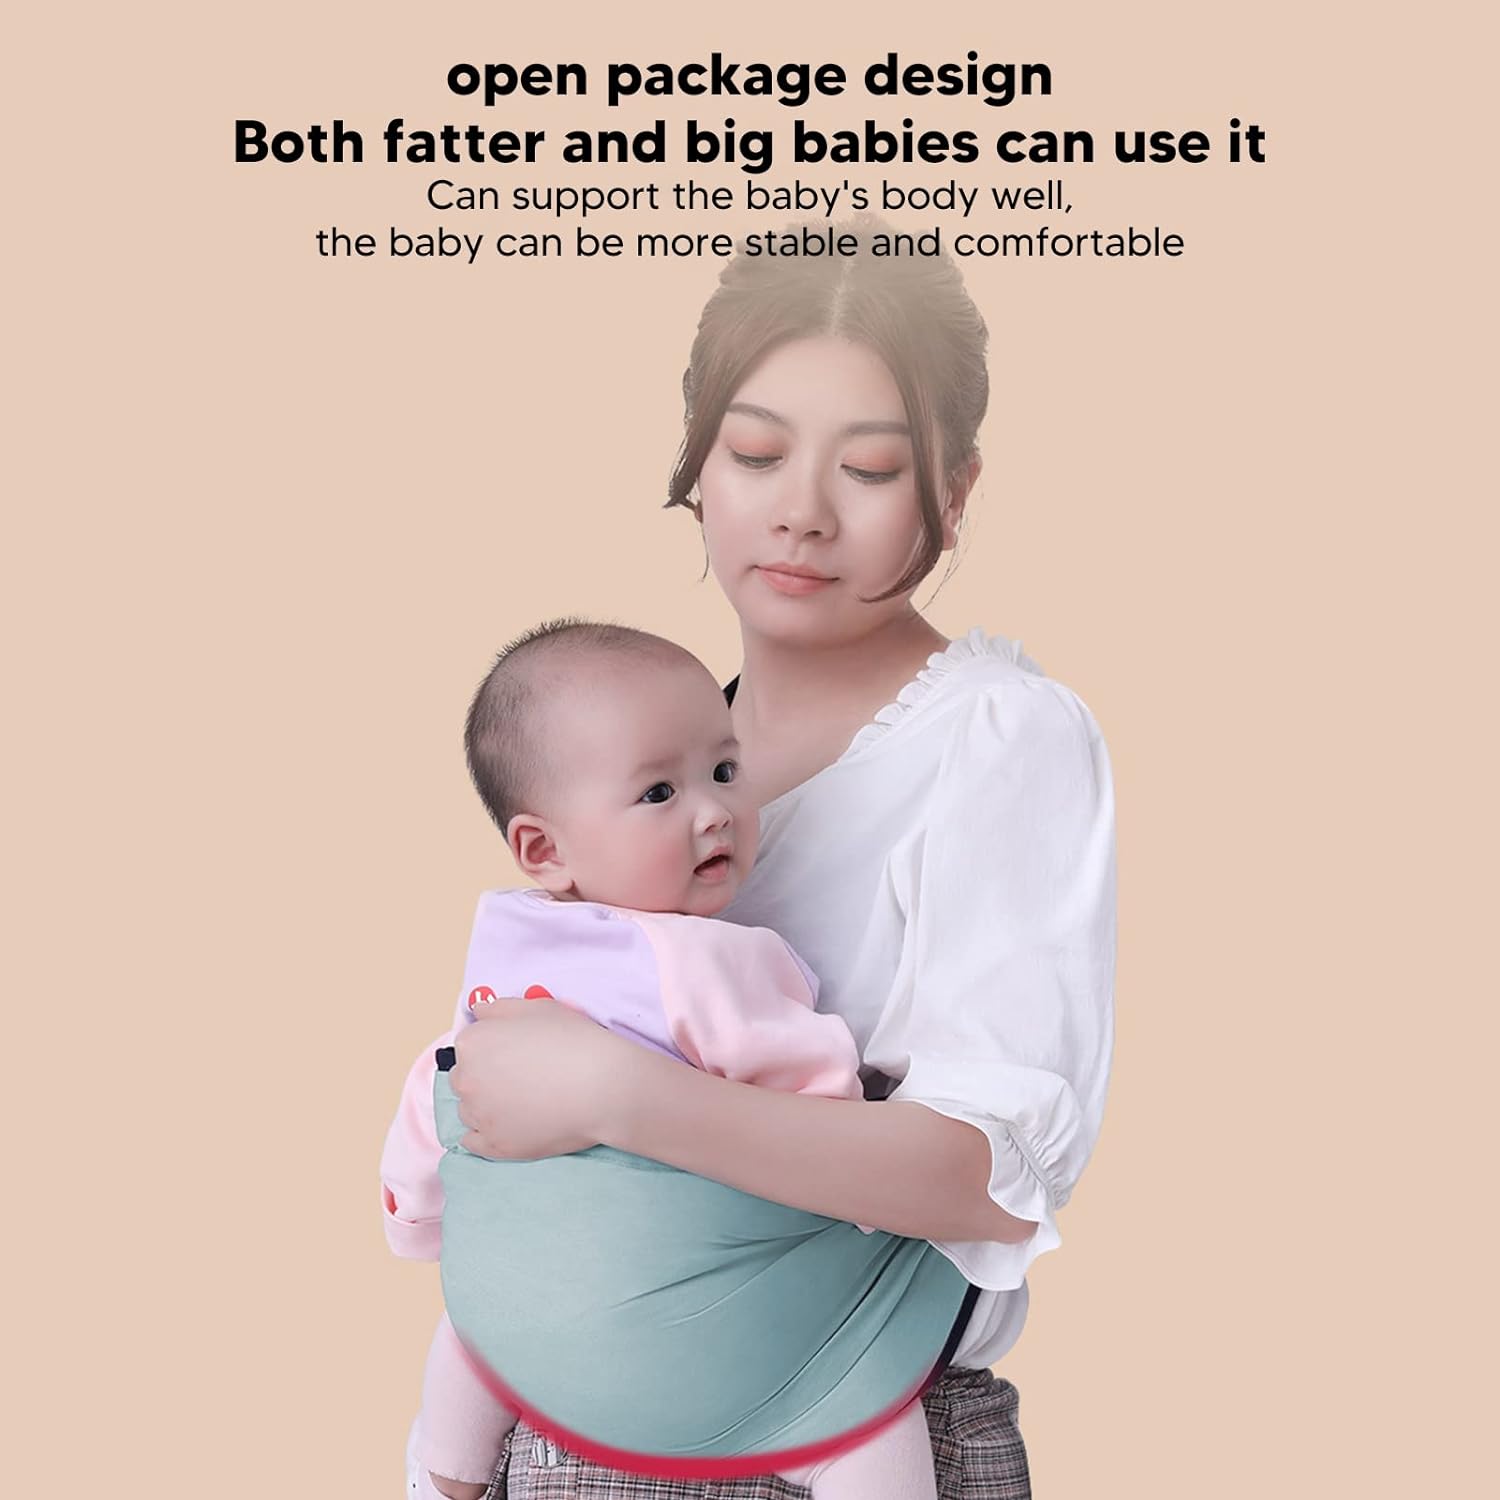 open package design
Both fatter and big babies can use it
Can support the baby's body well,
the baby can be more stable and comfortable